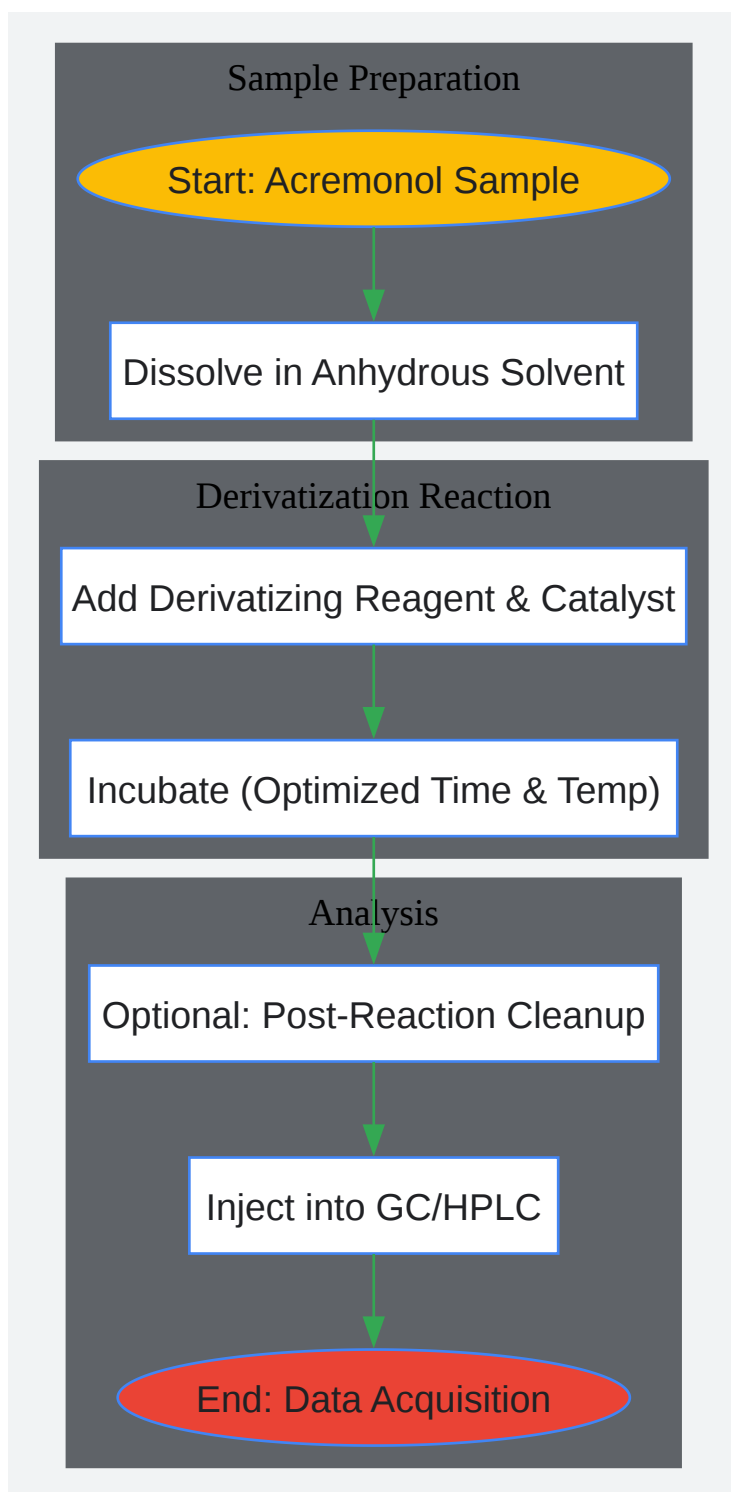 Sample Preparation
Start: Acremonol Sample
Dissolve in Anhydrous Solvent
Derivatization Reaction
Add Derivatizing Reagent & Catalyst
Incubate (Optimized Time & Temp)
Analysis
Optional: Post-Reaction Cleanup
Inject into GC/HPLC
End: Data Acquisition